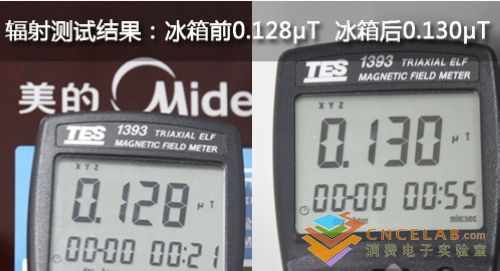 辐射测试结果：冰箱前0.128μT 冰箱后0.130μT
美的 Midea
TES 1393 TRIAXIAL ELF
MAGNETIC FIELD METER
XYZ
0.128 μT
00:00 00:21
TES 1393 TRIAXIAL ELF
MAGNETIC FIELD METER
XYZ
0.130 μT
00:00 00:55
hour min:sec
CNCELAB.com
消费电子实验室